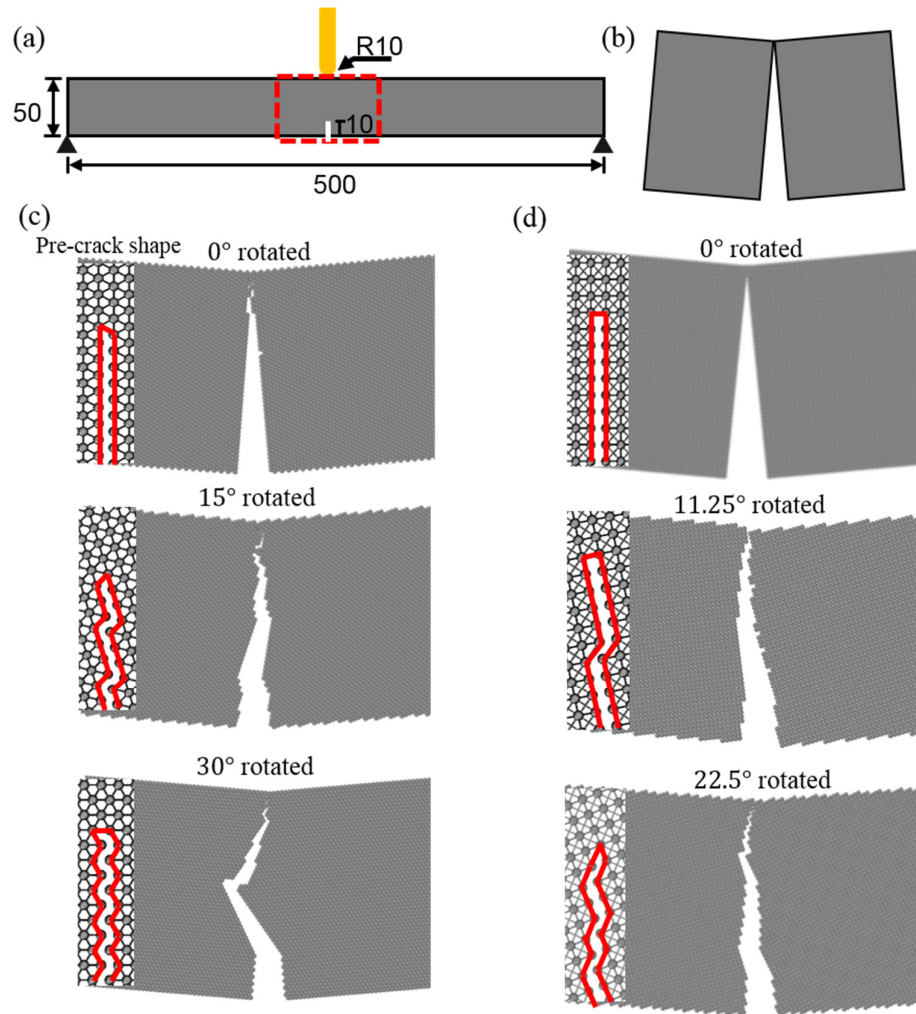 (a)
R10
(b)
50
10
500
(c)
(d)
Pre-crack shape
0° rotated
0° rotated
15° rotated
11.25° rotated
30° rotated
22.5° rotated